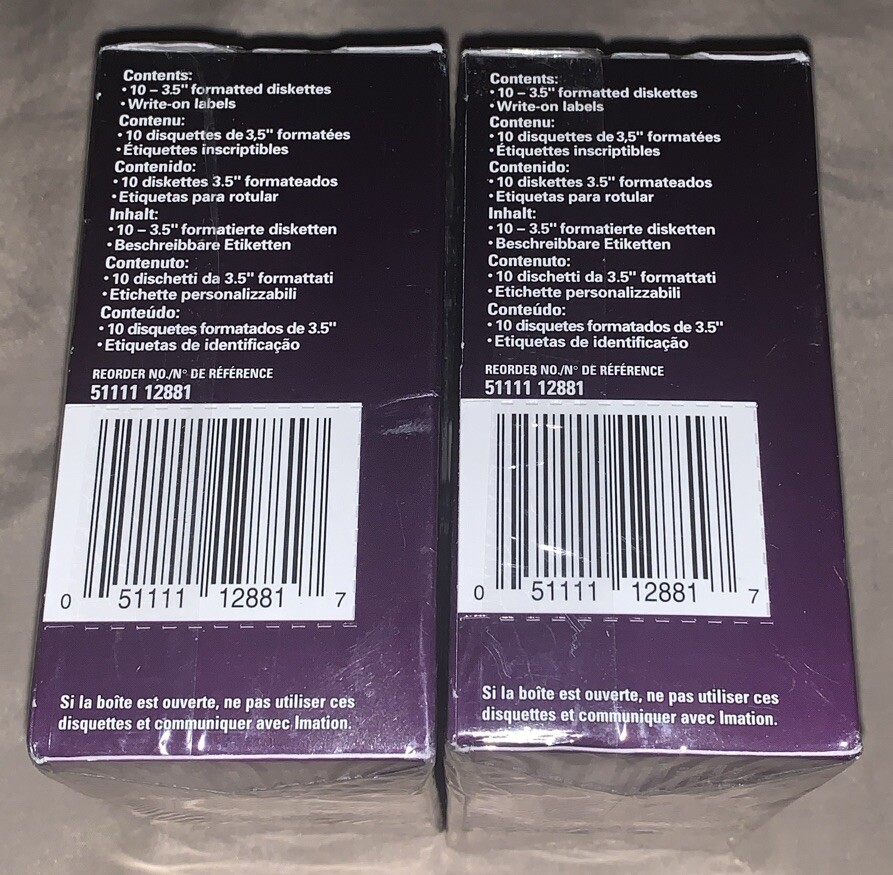 Contents:
• 10 – 3.5" formatted diskettes
• Write-on labels
Contenu:
• 10 disquettes de 3,5" formatées
• Étiquettes inscriptibles
Contenido:
• 10 diskettes 3.5" formateados
• Etiquetas para rotular
Inhalt:
• 10 – 3.5" formatierte disketten
• Beschreibbare Etiketten
Contenuto:
• 10 dischetti da 3.5" formattati
• Etichette personalizzabili
Conteúdo:
• 10 disquetes formatados de 3.5"
• Etiquetas de identificação
REORDER NO./N° DE RÉFÉRENCE
51111 12881
0 51111 12881 7
Si la boîte est ouverte, ne pas utiliser ces
disquettes et communiquer avec Imation.
Contents:
• 10 – 3.5" formatted diskettes
• Write-on labels
Contenu:
• 10 disquettes de 3,5" formatées
• Étiquettes inscriptibles
Contenido:
• 10 diskettes 3.5" formateados
• Etiquetas para rotular
Inhalt:
• 10 – 3.5" formatierte disketten
• Beschreibbare Etiketten
Contenuto:
• 10 dischetti da 3.5" formattati
• Etichette personalizzabili
Conteúdo:
• 10 disquetes formatados de 3.5"
• Etiquetas de identificação
REORDER NO./N° DE RÉFÉRENCE
51111 12881
0 51111 12881 7
Si la boîte est ouverte, ne pas utiliser ces
disquettes et communiquer avec Imation.